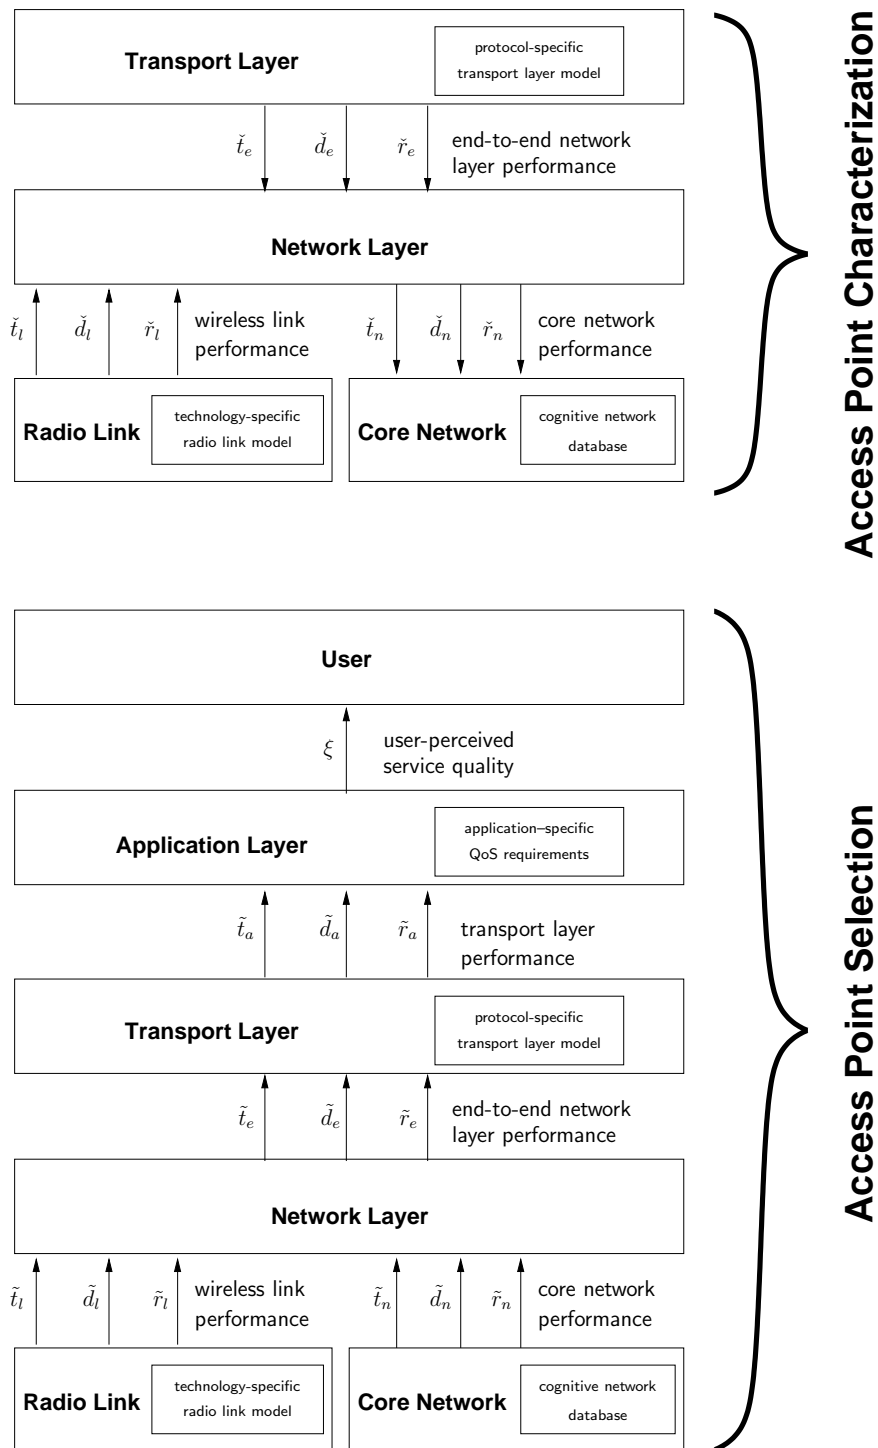 Transport Layer
protocol-specific
transport layer model
ť_e ď_e ř_e
end-to-end network
layer performance
Network Layer
ť_l ď_l ř_l
wireless link
performance
ť_n ď_n ř_n
core network
performance
Radio Link
technology-specific
radio link model
Core Network
cognitive network
database
Access Point Characterization
User
ξ
user-perceived
service quality
Application Layer
application–specific
QoS requirements
t̃_a d̃_a r̃_a
transport layer
performance
Transport Layer
protocol-specific
transport layer model
t̃_e d̃_e r̃_e
end-to-end network
layer performance
Network Layer
t̃_l d̃_l r̃_l
wireless link
performance
t̃_n d̃_n r̃_n
core network
performance
Radio Link
technology-specific
radio link model
Core Network
cognitive network
database
Access Point Selection